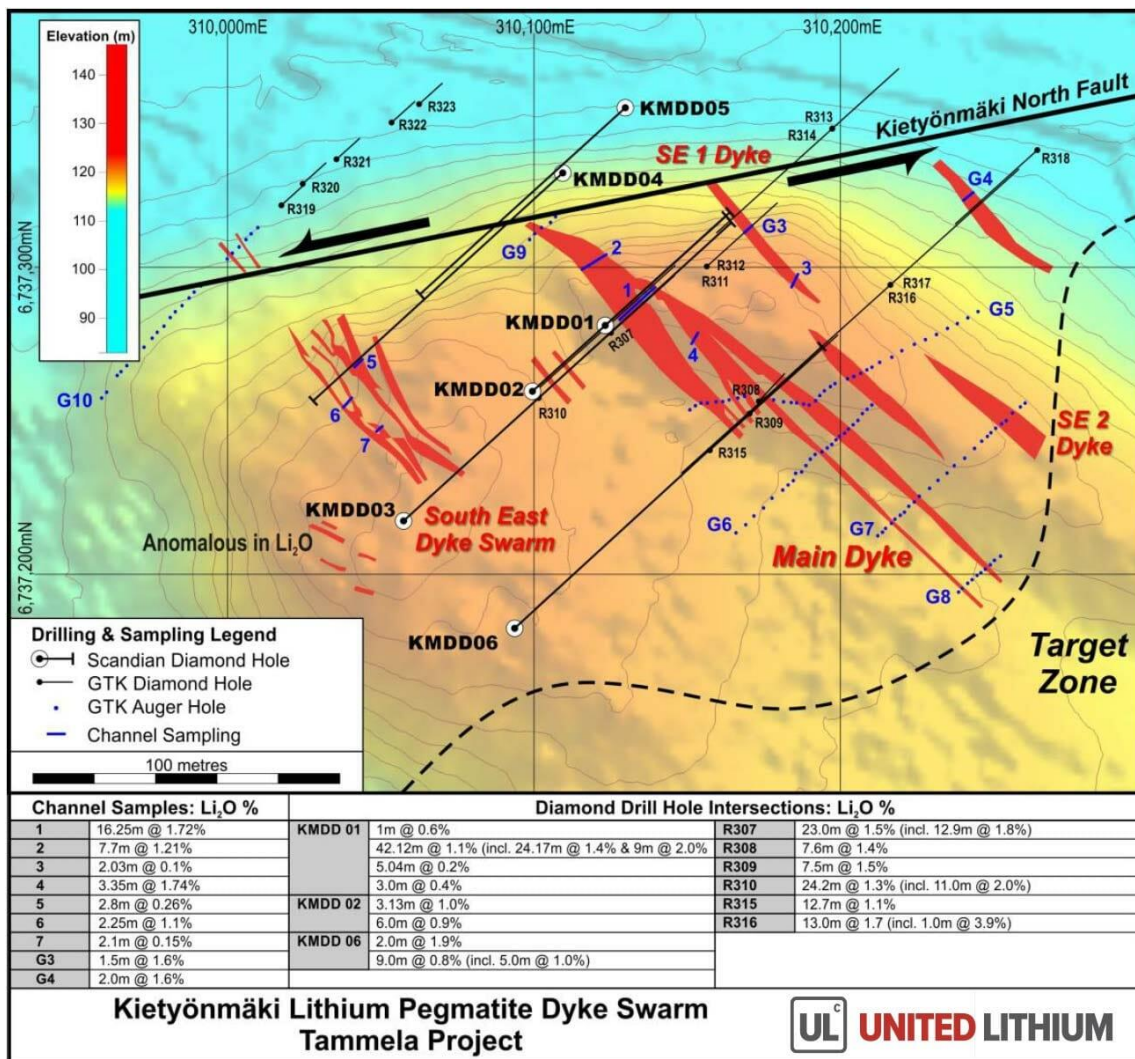 310,000mE
310,100mE
310,200mE
Elevation (m)
140
130
120
110
100
90
6,737,300mN
6,737,200mN
R323
R322
R321
R320
R319
KMDD05
KMDD04
SE 1 Dyke
R313
R314
Kietyönmäki North Fault
R318
G4
G3
G9
2
3
R312
R311
R317
R316
1
KMDD01
R307
4
G5
5
KMDD02
R310
R308
R309
G10
6
7
SE 2
Dyke
R315
KMDD03
South East
Dyke Swarm
G6
G7
Anomalous in Li₂O
Main Dyke
G8
KMDD06
Target
Zone
Drilling & Sampling Legend
Scandian Diamond Hole
GTK Diamond Hole
GTK Auger Hole
Channel Sampling
100 metres
Channel Samples: Li₂O %
1 16.25m @ 1.72%
2 7.7m @ 1.21%
3 2.03m @ 0.1%
4 3.35m @ 1.74%
5 2.8m @ 0.26%
6 2.25m @ 1.1%
7 2.1m @ 0.15%
G3 1.5m @ 1.6%
G4 2.0m @ 1.6%
Diamond Drill Hole Intersections: Li₂O %
KMDD 01 1m @ 0.6%
42.12m @ 1.1% (incl. 24.17m @ 1.4% & 9m @ 2.0%
5.04m @ 0.2%
3.0m @ 0.4%
KMDD 02 3.13m @ 1.0%
6.0m @ 0.9%
KMDD 06 2.0m @ 1.9%
9.0m @ 0.8% (incl. 5.0m @ 1.0%)
R307 23.0m @ 1.5% (incl. 12.9m @ 1.8%)
R308 7.6m @ 1.4%
R309 7.5m @ 1.5%
R310 24.2m @ 1.3% (incl. 11.0m @ 2.0%)
R315 12.7m @ 1.1%
R316 13.0m @ 1.7 (incl. 1.0m @ 3.9%)
Kietyönmäki Lithium Pegmatite Dyke Swarm
Tammela Project
ULc UNITED LITHIUM